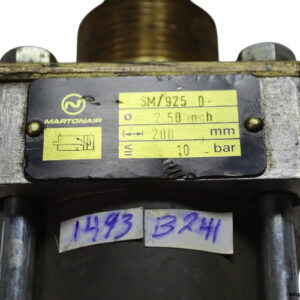 MARTONAIR
SM/925 D-
ø 2.50 inch
200 mm
≤ 10 bar
1493 B241